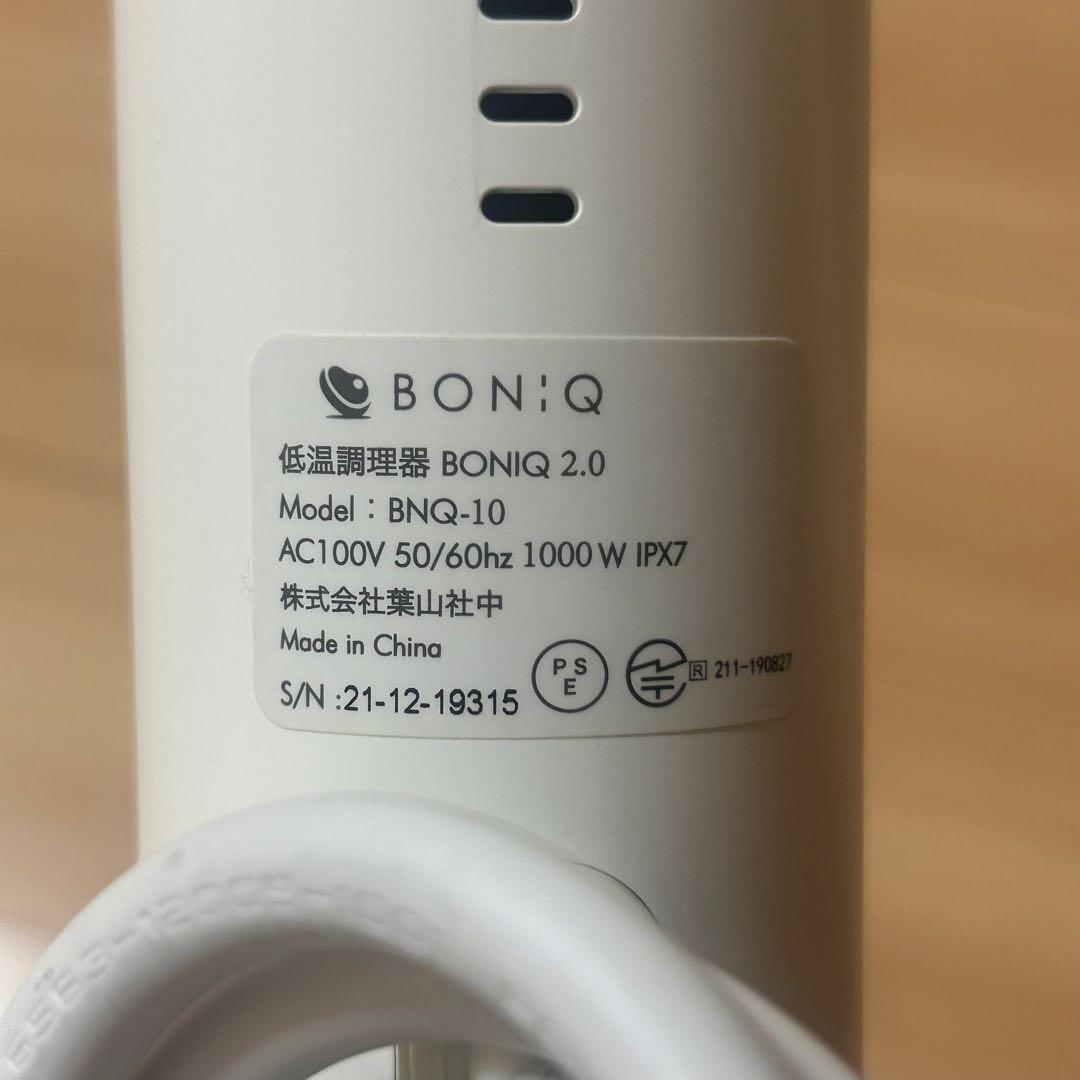 BONIQ
低温調理器 BONIQ 2.0
Model : BNQ-10
AC100V 50/60hz 1000W IPX7
株式会社葉山社中
Made in China
S/N :21-12-19315
PS
E
R 211-190827